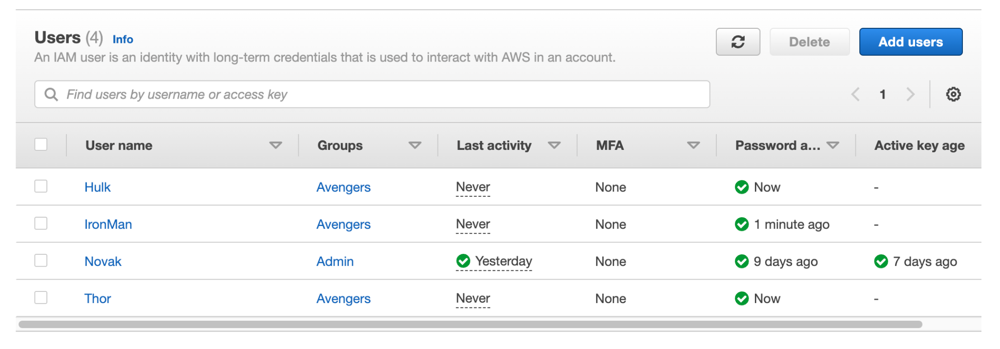 Users (4) Info
An IAM user is an identity with long-term credentials that is used to interact with AWS in an account.
Delete
Add users
Find users by username or access key
1
User name Groups Last activity MFA Password a... Active key age
Hulk Avengers Never None Now -
IronMan Avengers Never None 1 minute ago -
Novak Admin Yesterday None 9 days ago 7 days ago
Thor Avengers Never None Now -